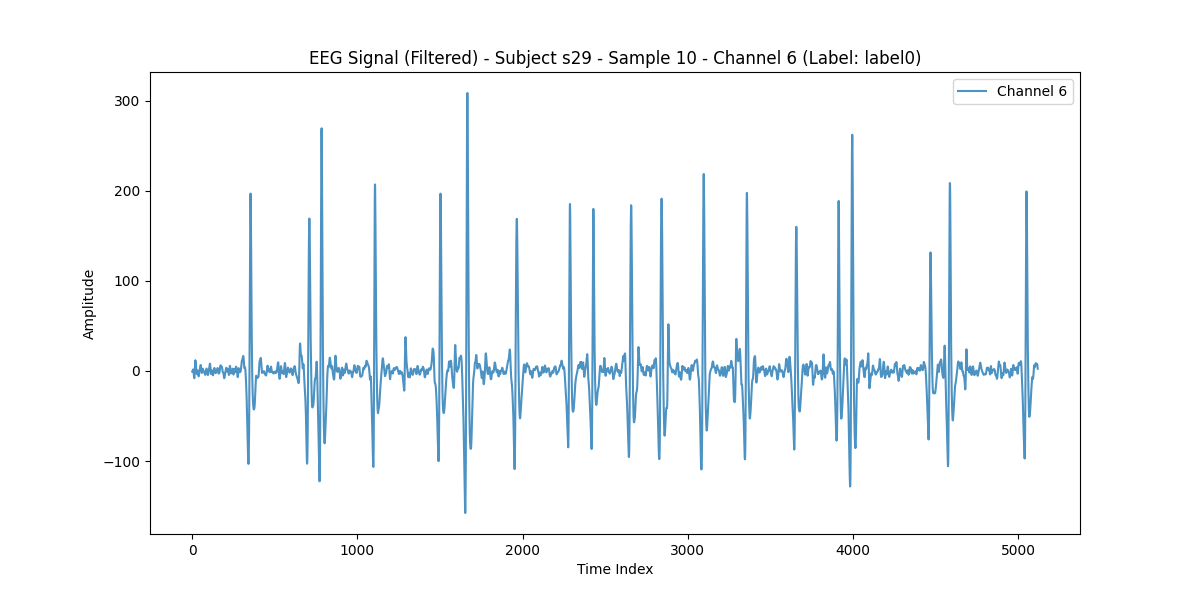 EEG Signal (Filtered) - Subject s29 - Sample 10 - Channel 6 (Label: label0)
Channel 6
300
200
100
0
−100
Amplitude
0 1000 2000 3000 4000 5000
Time Index